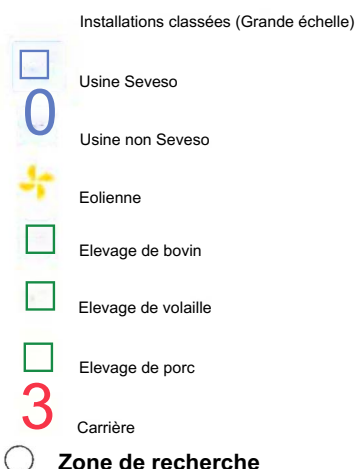 Installations classées (Grande échelle)
Usine Seveso
0
Usine non Seveso
Eolienne
Elevage de bovin
Elevage de volaille
Elevage de porc
3
Carrière
Zone de recherche